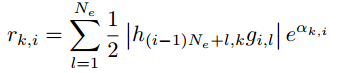 r_{k,i} = \sum_{l=1}^{N_e} \frac{1}{2} \left| h_{(i-1)N_e+l,k} g_{i,l} \right| e^{\alpha_{k,i}}